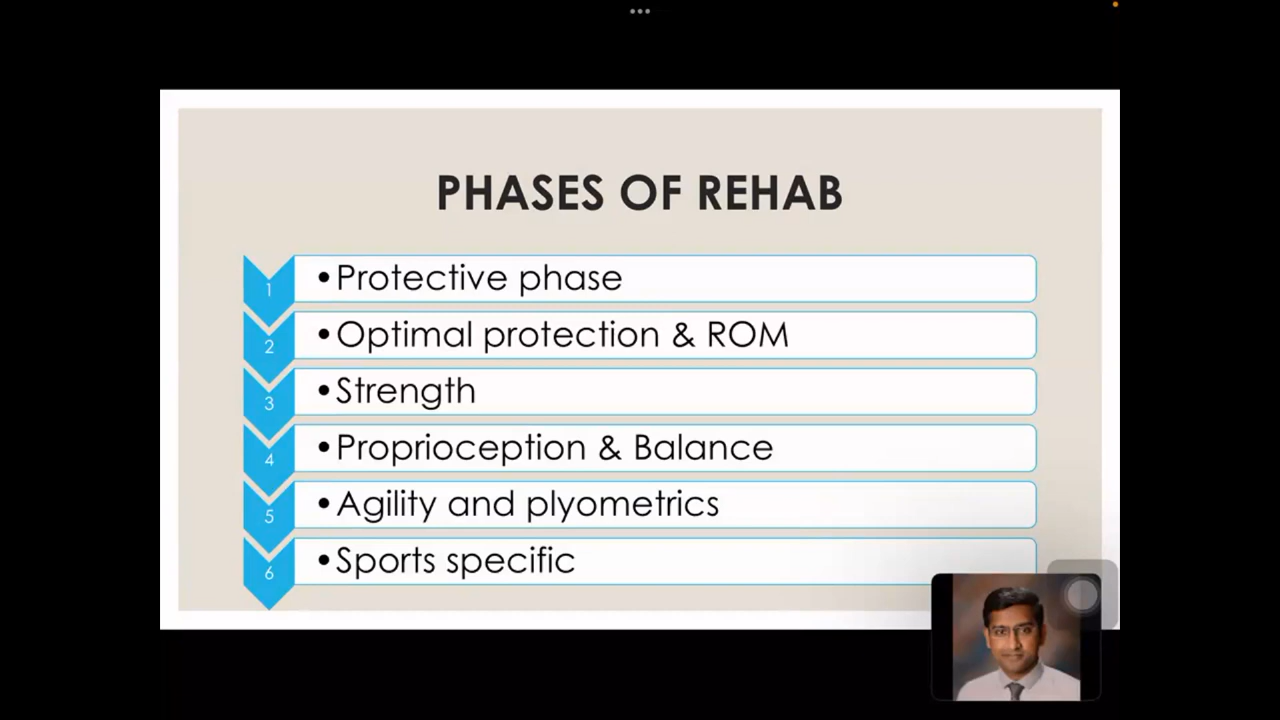 PHASES OF REHAB
1 •Protective phase
2 •Optimal protection & ROM
3 •Strength
4 •Proprioception & Balance
5 •Agility and plyometrics
6 •Sports specific